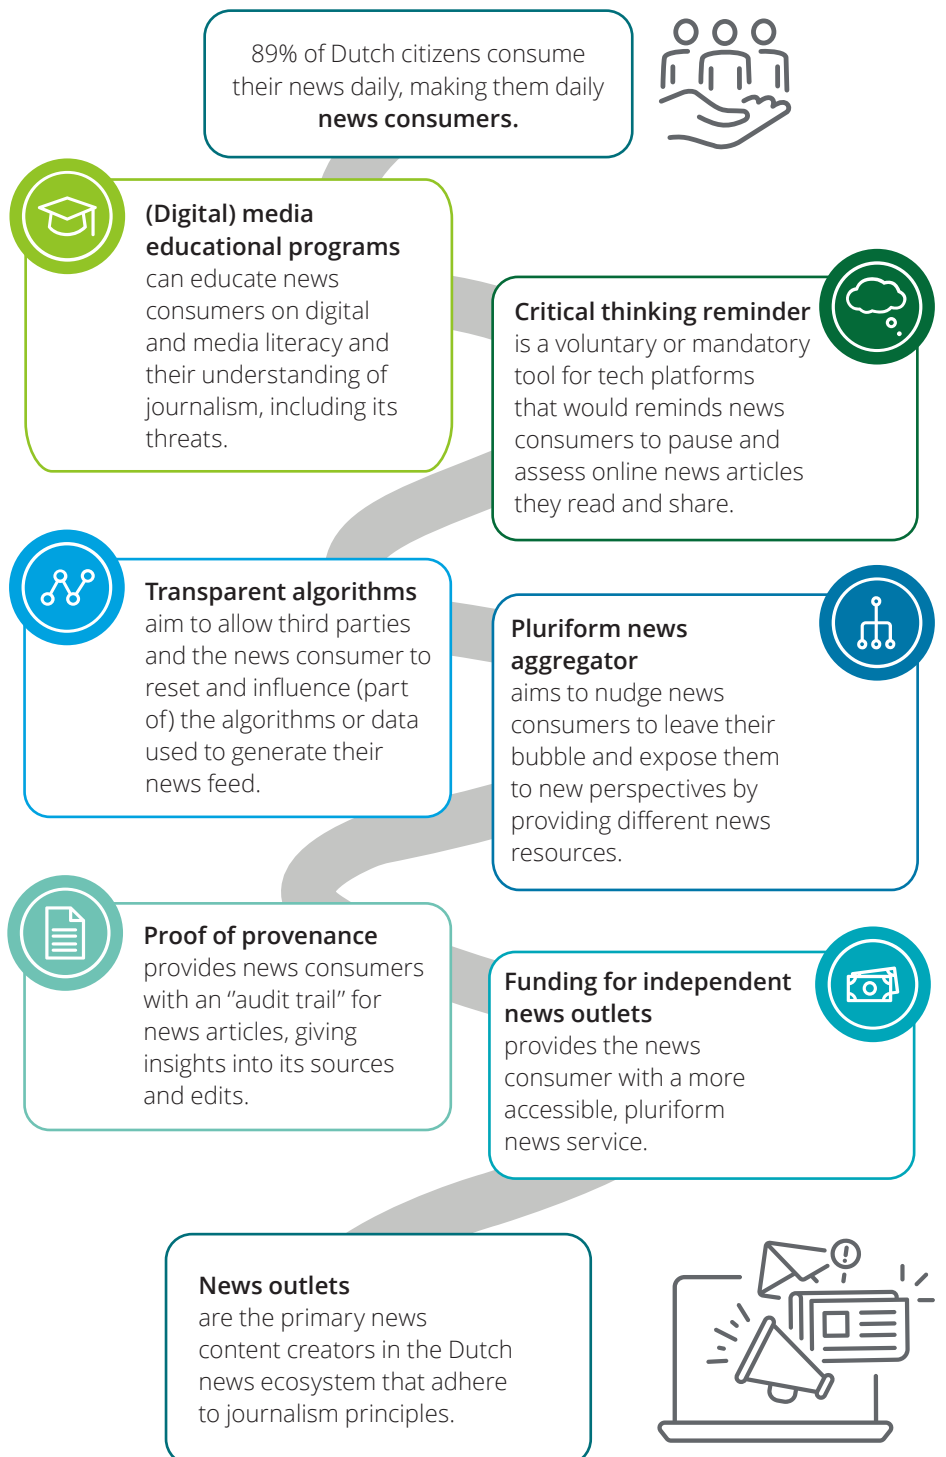 89% of Dutch citizens consume
their news daily, making them daily
news consumers.
(Digital) media
educational programs
can educate news
consumers on digital
and media literacy and
their understanding of
journalism, including its
threats.
Critical thinking reminder
is a voluntary or mandatory
tool for tech platforms
that would reminds news
consumers to pause and
assess online news articles
they read and share.
Transparent algorithms
aim to allow third parties
and the news consumer to
reset and influence (part
of) the algorithms or data
used to generate their
news feed.
Pluriform news
aggregator
aims to nudge news
consumers to leave their
bubble and expose them
to new perspectives by
providing different news
resources.
Proof of provenance
provides news consumers
with an “audit trail” for
news articles, giving
insights into its sources
and edits.
Funding for independent
news outlets
provides the news
consumer with a more
accessible, pluriform
news service.
News outlets
are the primary news
content creators in the Dutch
news ecosystem that adhere
to journalism principles.